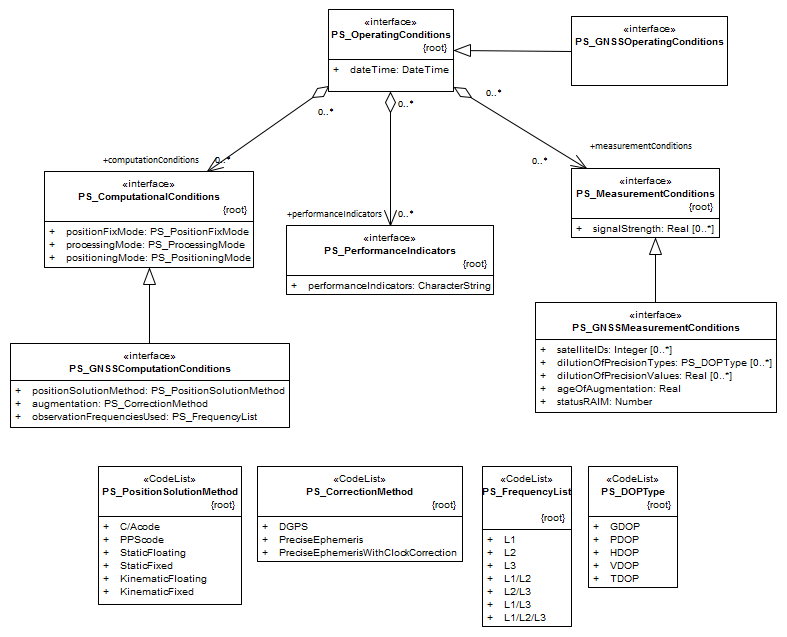 «interface»
PS_OperatingConditions
{root}
+ dateTime: DateTime
«interface»
PS_GNSSOperatingConditions
0..*
0..*
0..*
+computationConditions
0..*
+performanceIndicators
0..*
+measurementConditions
0..*
«interface»
PS_ComputationalConditions
{root}
+ positionFixMode: PS_PositionFixMode
+ processingMode: PS_ProcessingMode
+ positioningMode: PS_PositioningMode
«interface»
PS_PerformanceIndicators
{root}
+ performanceIndicators: CharacterString
«interface»
PS_MeasurementConditions
{root}
+ signalStrength: Real [0..*]
«interface»
PS_GNSSComputationConditions
+ positionSolutionMethod: PS_PositionSolutionMethod
+ augmentation: PS_CorrectionMethod
+ observationFrequenciesUsed: PS_FrequencyList
«interface»
PS_GNSSMeasurementConditions
+ satelliteIDs: Integer [0..*]
+ dilutionOfPrecisionTypes: PS_DOPType [0..*]
+ dilutionOfPrecisionValues: Real [0..*]
+ ageOfAugmentation: Real
+ statusRAIM: Number
«CodeList»
PS_PositionSolutionMethod
{root}
+ C/Acode
+ PPScode
+ StaticFloating
+ StaticFixed
+ KinematicFloating
+ KinematicFixed
«CodeList»
PS_CorrectionMethod
{root}
+ DGPS
+ PreciseEphemeris
+ PreciseEphemerisWithClockCorrection
«CodeList»
PS_FrequencyList
{root}
+ L1
+ L2
+ L3
+ L1/L2
+ L2/L3
+ L1/L3
+ L1/L2/L3
«CodeList»
PS_DOPType
{root}
+ GDOP
+ PDOP
+ HDOP
+ VDOP
+ TDOP